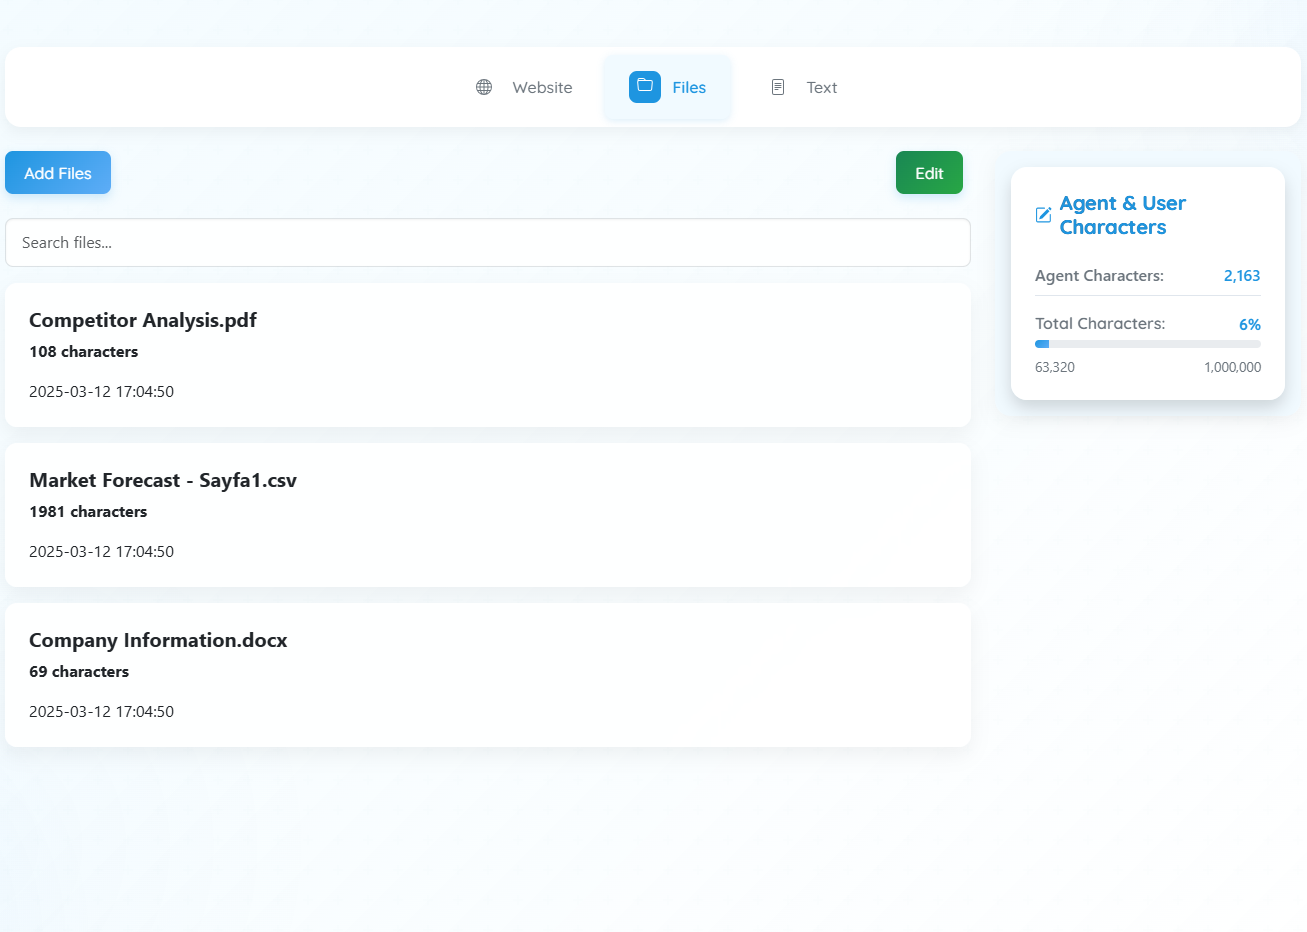 Website
Files
Text
Add Files
Edit
Search files...
Competitor Analysis.pdf
108 characters
2025-03-12 17:04:50
Market Forecast - Sayfa1.csv
1981 characters
2025-03-12 17:04:50
Company Information.docx
69 characters
2025-03-12 17:04:50
Agent & User
Characters
Agent Characters: 2,163
Total Characters: 6%
63,320 1,000,000